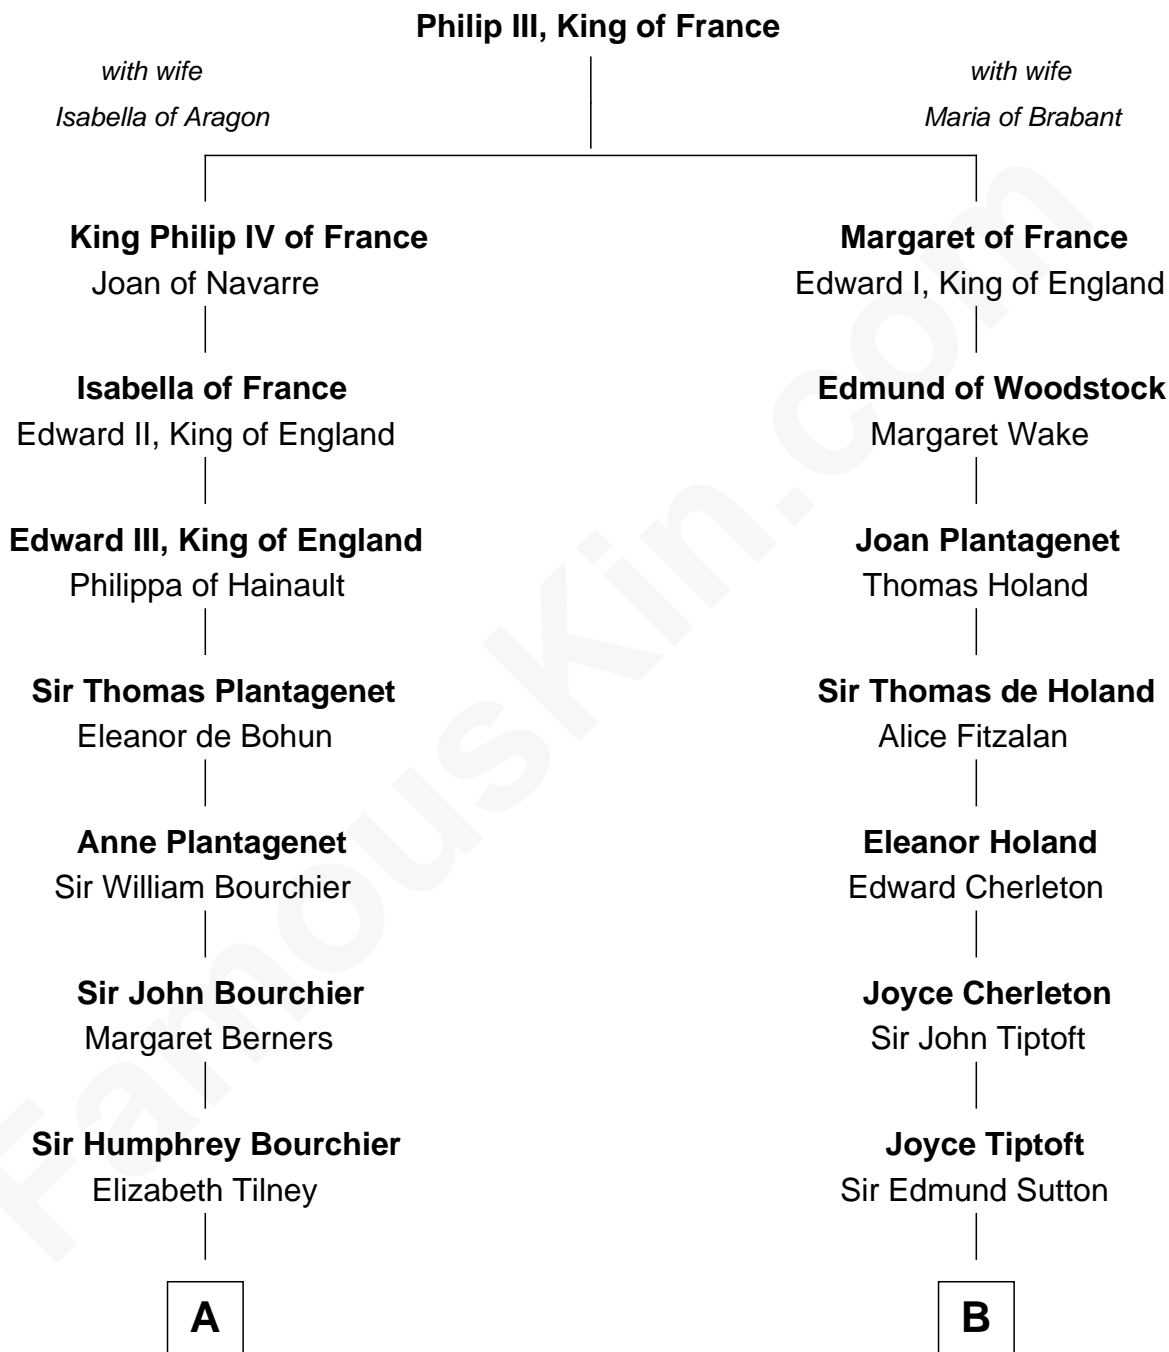 Philip III, King of France
with wife
Isabella of Aragon
with wife
Maria of Brabant
King Philip IV of France
Joan of Navarre
Margaret of France
Edward I, King of England
Isabella of France
Edward II, King of England
Edmund of Woodstock
Margaret Wake
Edward III, King of England
Philippa of Hainault
Joan Plantagenet
Thomas Holand
Sir Thomas Plantagenet
Eleanor de Bohun
Sir Thomas de Holand
Alice Fitzalan
Anne Plantagenet
Sir William Bourchier
Eleanor Holand
Edward Cherleton
Sir John Bourchier
Margaret Berners
Joyce Cherleton
Sir John Tiptoft
Sir Humphrey Bourchier
Elizabeth Tilney
Joyce Tiptoft
Sir Edmund Sutton
A
B
FamousKin.com